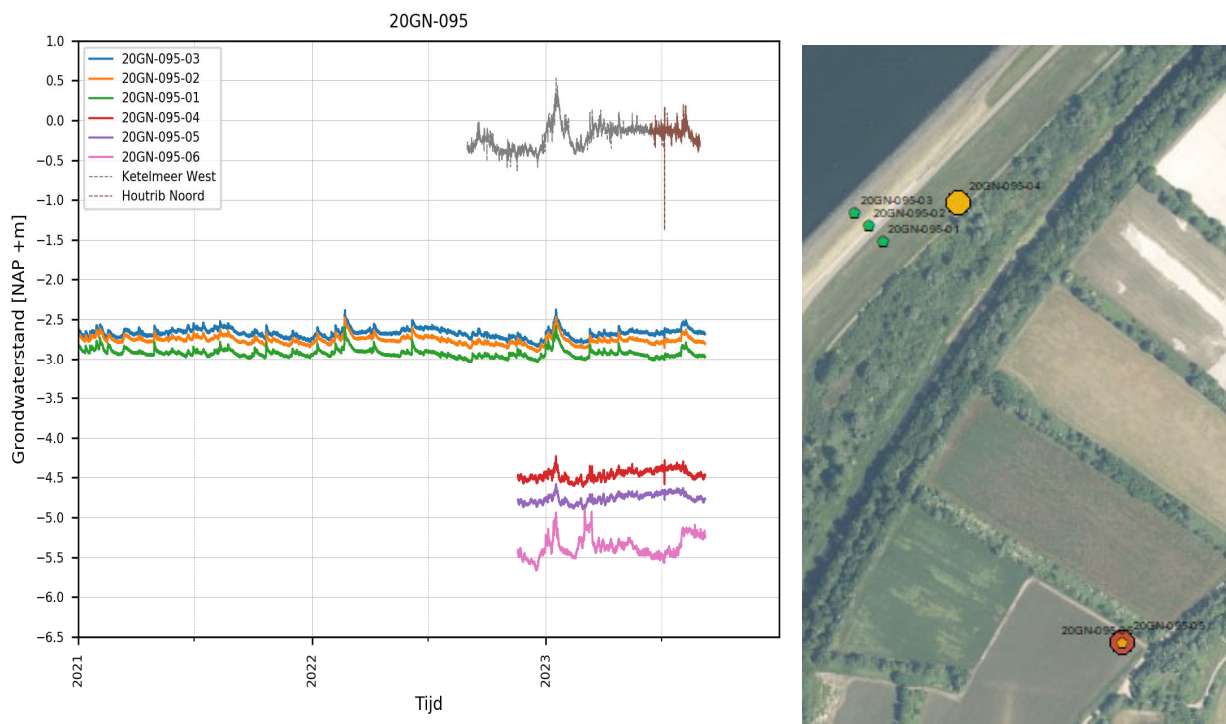 20GN-095
1.0
0.5
0.0
−0.5
−1.0
−1.5
−2.0
−2.5
−3.0
−3.5
−4.0
−4.5
−5.0
−5.5
−6.0
−6.5
Grondwaterstand [NAP +m]
20GN-095-03
20GN-095-02
20GN-095-01
20GN-095-04
20GN-095-05
20GN-095-06
Ketelmeer West
Houtrib Noord
2021
2022
2023
Tijd
20GN-095-04
20GN-095-03
20GN-095-02
20GN-095-01
20GN-095-06
20GN-095-05